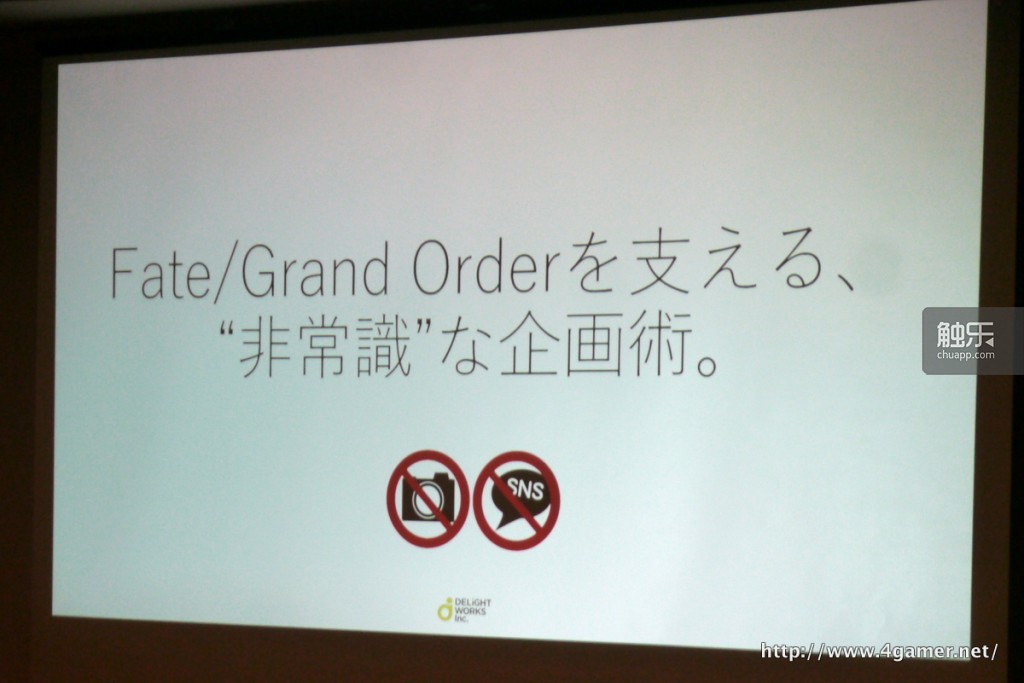 Fate/Grand Orderを支える、
“非常識”な企画術。
触乐
chuapp.com
SNS
DELiGHT
WORKS
Inc.
http://www.4gamer.net/